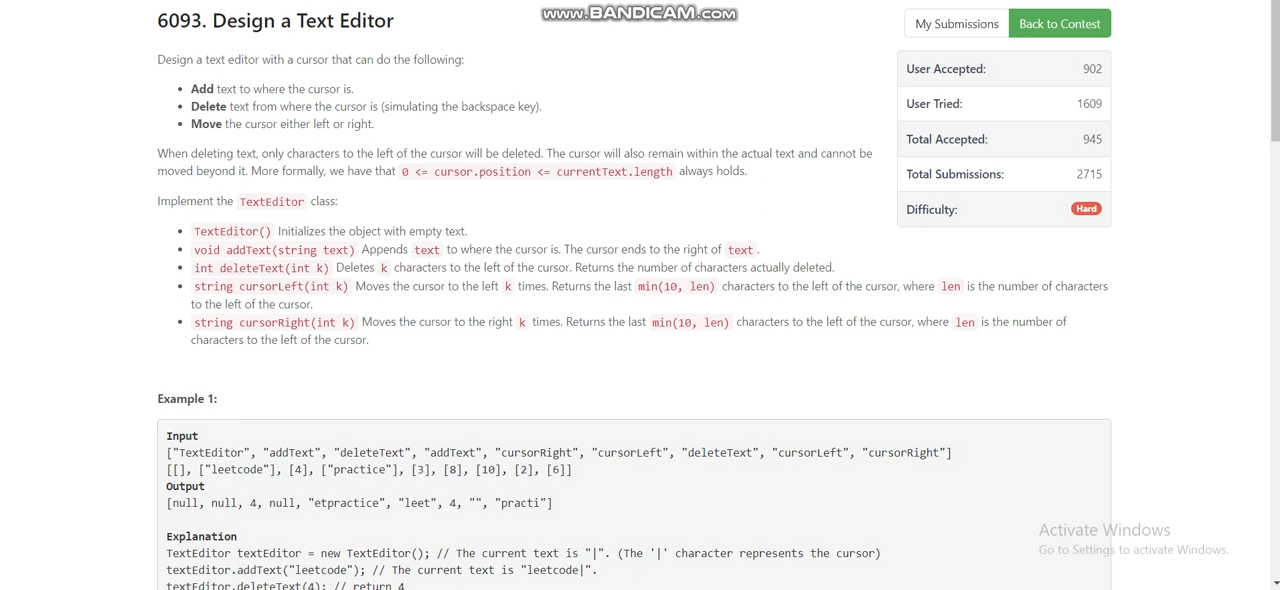 www.BANDICAM.com
6093. Design a Text Editor
My Submissions
Back to Contest
Design a text editor with a cursor that can do the following:
• Add text to where the cursor is.
• Delete text from where the cursor is (simulating the backspace key).
• Move the cursor either left or right.
When deleting text, only characters to the left of the cursor will be deleted. The cursor will also remain within the actual text and cannot be
moved beyond it. More formally, we have that 0 <= cursor.position <= currentText.length always holds.
Implement the TextEditor class:
• TextEditor() Initializes the object with empty text.
• void addText(string text) Appends text to where the cursor is. The cursor ends to the right of text.
• int deleteText(int k) Deletes k characters to the left of the cursor. Returns the number of characters actually deleted.
• string cursorLeft(int k) Moves the cursor to the left k times. Returns the last min(10, len) characters to the left of the cursor, where len is the number of characters
to the left of the cursor.
• string cursorRight(int k) Moves the cursor to the right k times. Returns the last min(10, len) characters to the left of the cursor, where len is the number of
characters to the left of the cursor.
User Accepted: 902
User Tried: 1609
Total Accepted: 945
Total Submissions: 2715
Difficulty: Hard
Example 1:
Input
["TextEditor", "addText", "deleteText", "addText", "cursorRight", "cursorLeft", "deleteText", "cursorLeft", "cursorRight"]
[[], ["leetcode"], [4], ["practice"], [3], [8], [10], [2], [6]]
Output
[null, null, 4, null, "etpractice", "leet", 4, "", "practi"]
Explanation
TextEditor textEditor = new TextEditor(); // The current text is "|". (The '|' character represents the cursor)
textEditor.addText("leetcode"); // The current text is "leetcode|".
textEditor.deleteText(4); // return 4
Activate Windows
Go to Settings to activate Windows.